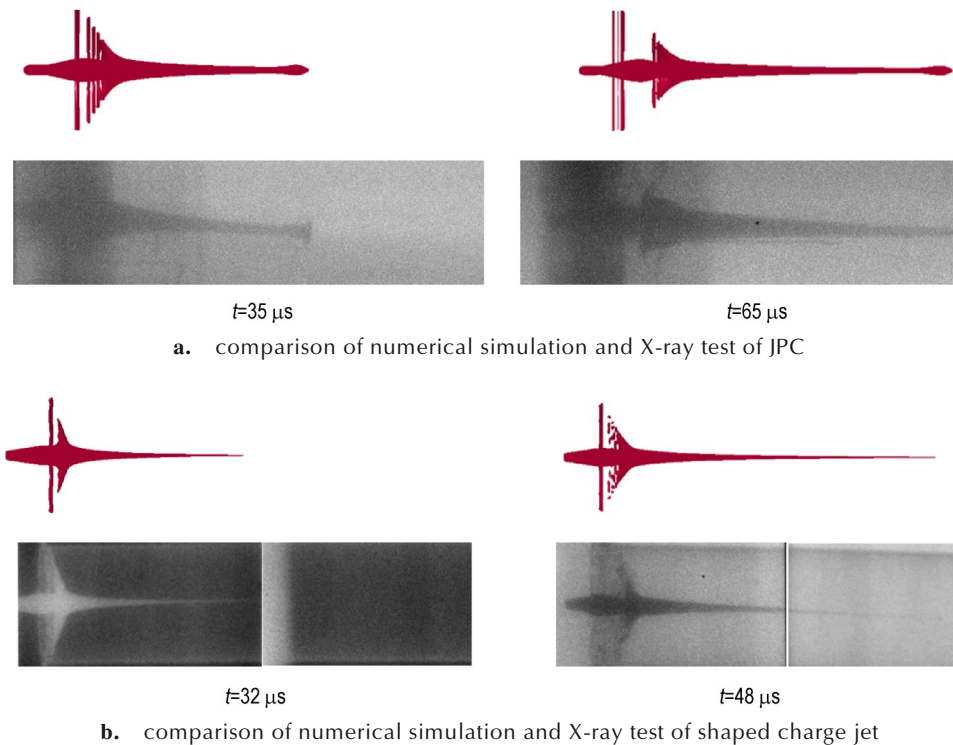 t=35 µs
t=65 µs
a. comparison of numerical simulation and X-ray test of JPC
t=32 µs
t=48 µs
b. comparison of numerical simulation and X-ray test of shaped charge jet